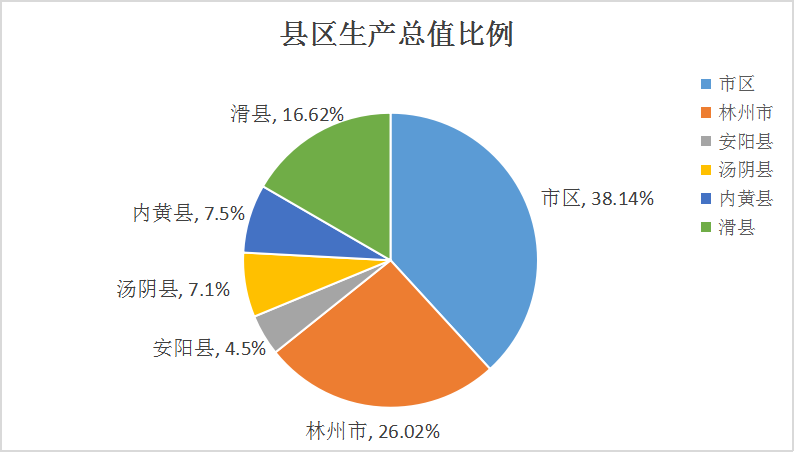 县区生产总值比例
市区
林州市
安阳县
汤阴县
内黄县
滑县
滑县, 16.62%
市区, 38.14%
内黄县, 7.5%
汤阴县, 7.1%
安阳县, 4.5%
林州市, 26.02%